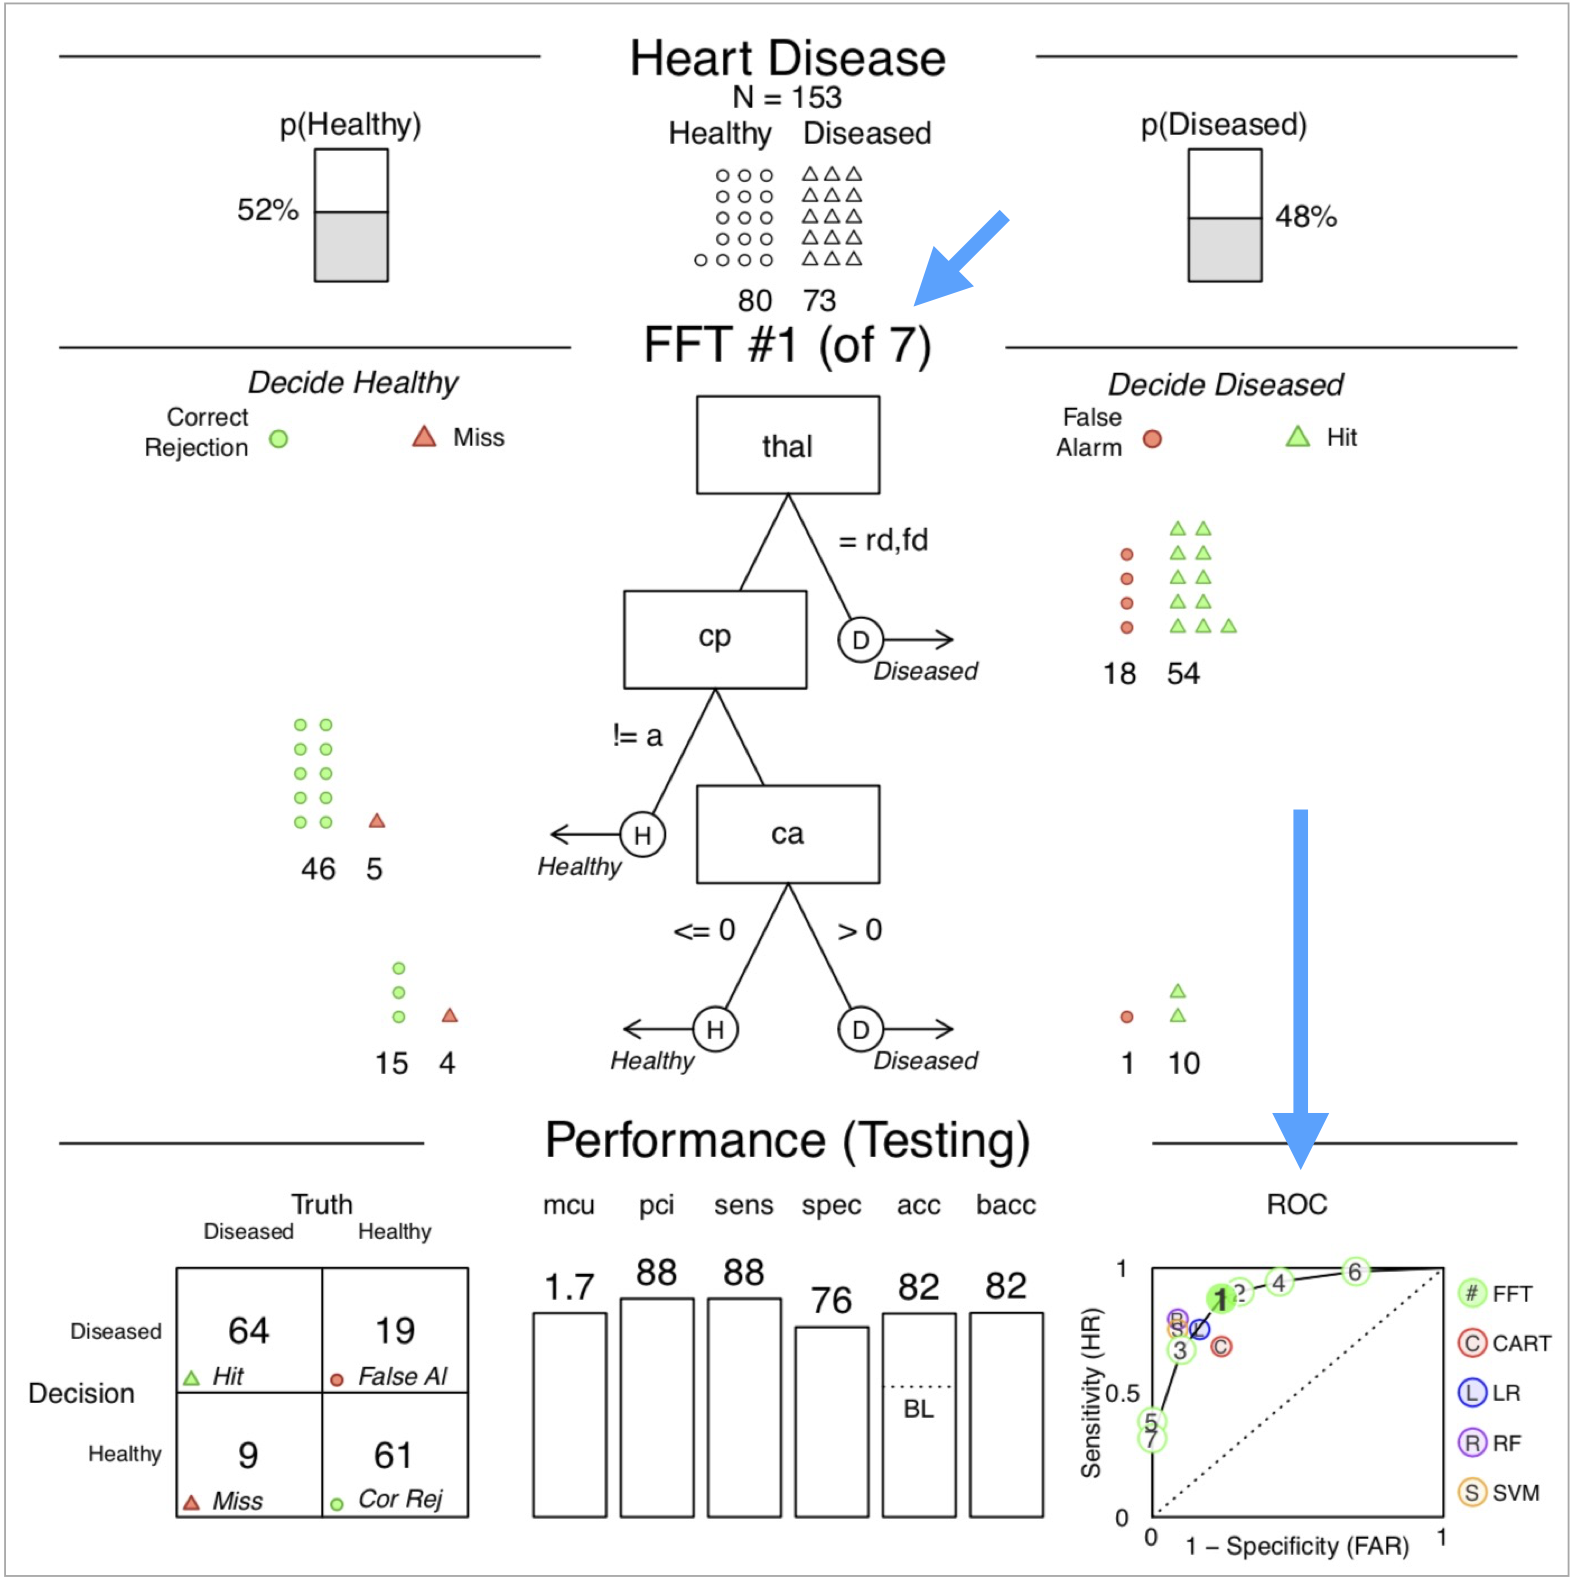 Heart Disease
N = 153
Healthy Diseased
p(Healthy)
52%
p(Diseased)
48%
80 73
FFT #1 (of 7)
Decide Healthy
Correct
Rejection
Miss
Decide Diseased
False
Alarm
Hit
thal
= rd,fd
D
Diseased
18 54
cp
!= a
H
Healthy
46 5
ca
<= 0
> 0
H
Healthy
D
Diseased
15 4
1 10
Performance (Testing)
Truth
Diseased Healthy
Decision
Diseased
64
Hit
19
False Al
Healthy
9
Miss
61
Cor Rej
mcu pci sens spec acc bacc
1.7 88 88 76 82 82
BL
ROC
Sensitivity (HR)
1
0.5
0
0 1
1 − Specificity (FAR)
1 2 4 6
R
S L
3 C
5
7
# FFT
C CART
L LR
R RF
S SVM